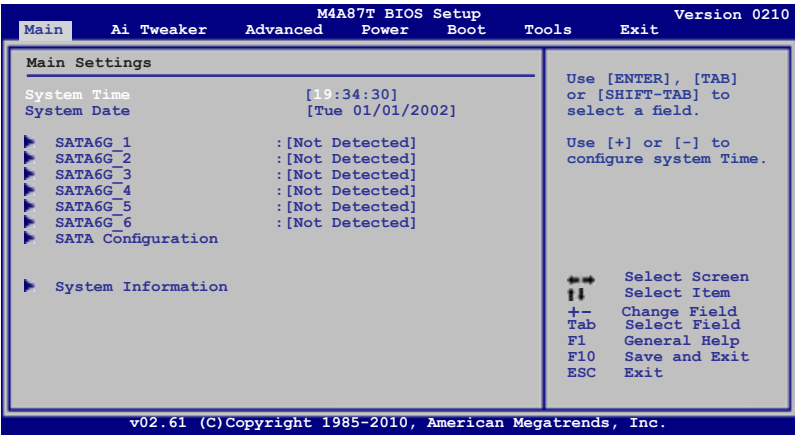 M4A87T BIOS Setup Version 0210
Main Ai Tweaker Advanced Power Boot Tools Exit
Main Settings
System Time [19:34:30]
System Date [Tue 01/01/2002]
SATA6G_1 :[Not Detected]
SATA6G_2 :[Not Detected]
SATA6G_3 :[Not Detected]
SATA6G_4 :[Not Detected]
SATA6G_5 :[Not Detected]
SATA6G_6 :[Not Detected]
SATA Configuration
System Information
Use [ENTER], [TAB]
or [SHIFT-TAB] to
select a field.
Use [+] or [-] to
configure system Time.
←→ Select Screen
↑↓ Select Item
+- Change Field
Tab Select Field
F1 General Help
F10 Save and Exit
ESC Exit
v02.61 (C)Copyright 1985-2010, American Megatrends, Inc.